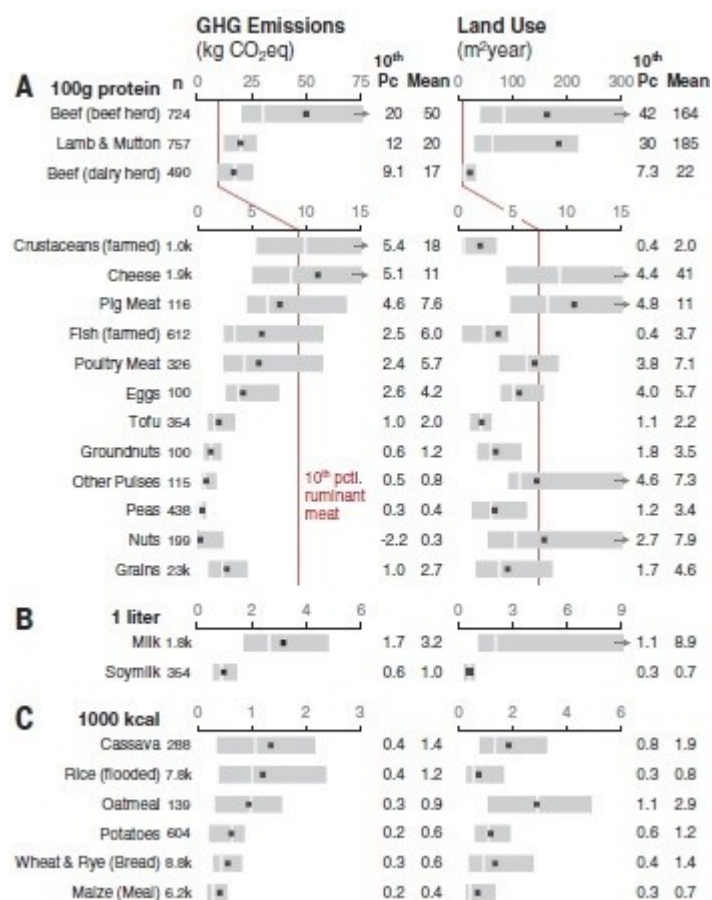 GHG Emissions Land Use
(kg CO₂eq) 10th (m²year) 10th
A 100g protein n 0 25 50 75 Pc Mean 0 100 200 300 Pc Mean
Beef (beef herd) 724 20 50 42 164
Lamb & Mutton 757 12 20 30 185
Beef (dairy herd) 490 9.1 17 7.3 22
0 5 10 15 0 5 10 15
Crustaceans (farmed) 1.0k 5.4 18 0.4 2.0
Cheese 1.9k 5.1 11 4.4 41
Pig Meat 116 4.6 7.6 4.8 11
Fish (farmed) 612 2.5 6.0 0.4 3.7
Poultry Meat 326 2.4 5.7 3.8 7.1
Eggs 100 2.6 4.2 4.0 5.7
Tofu 354 1.0 2.0 1.1 2.2
Groundnuts 100 0.6 1.2 1.8 3.5
Other Pulses 115 0.5 0.8 4.6 7.3
10th pctl.
ruminant
meat
Peas 438 0.3 0.4 1.2 3.4
Nuts 199 -2.2 0.3 2.7 7.9
Grains 23k 1.0 2.7 1.7 4.6
B 1 liter 0 2 4 6 0 3 6 9
Milk 1.8k 1.7 3.2 1.1 8.9
Soymilk 354 0.6 1.0 0.3 0.7
C 1000 kcal 0 1 2 3 0 2 4 6
Cassava 288 0.4 1.4 0.8 1.9
Rice (flooded) 7.8k 0.4 1.2 0.3 0.8
Oatmeal 139 0.3 0.9 1.1 2.9
Potatoes 604 0.2 0.6 0.6 1.2
Wheat & Rye (Bread) 8.8k 0.3 0.6 0.4 1.4
Maize (Meal) 6.2k 0.2 0.4 0.3 0.7